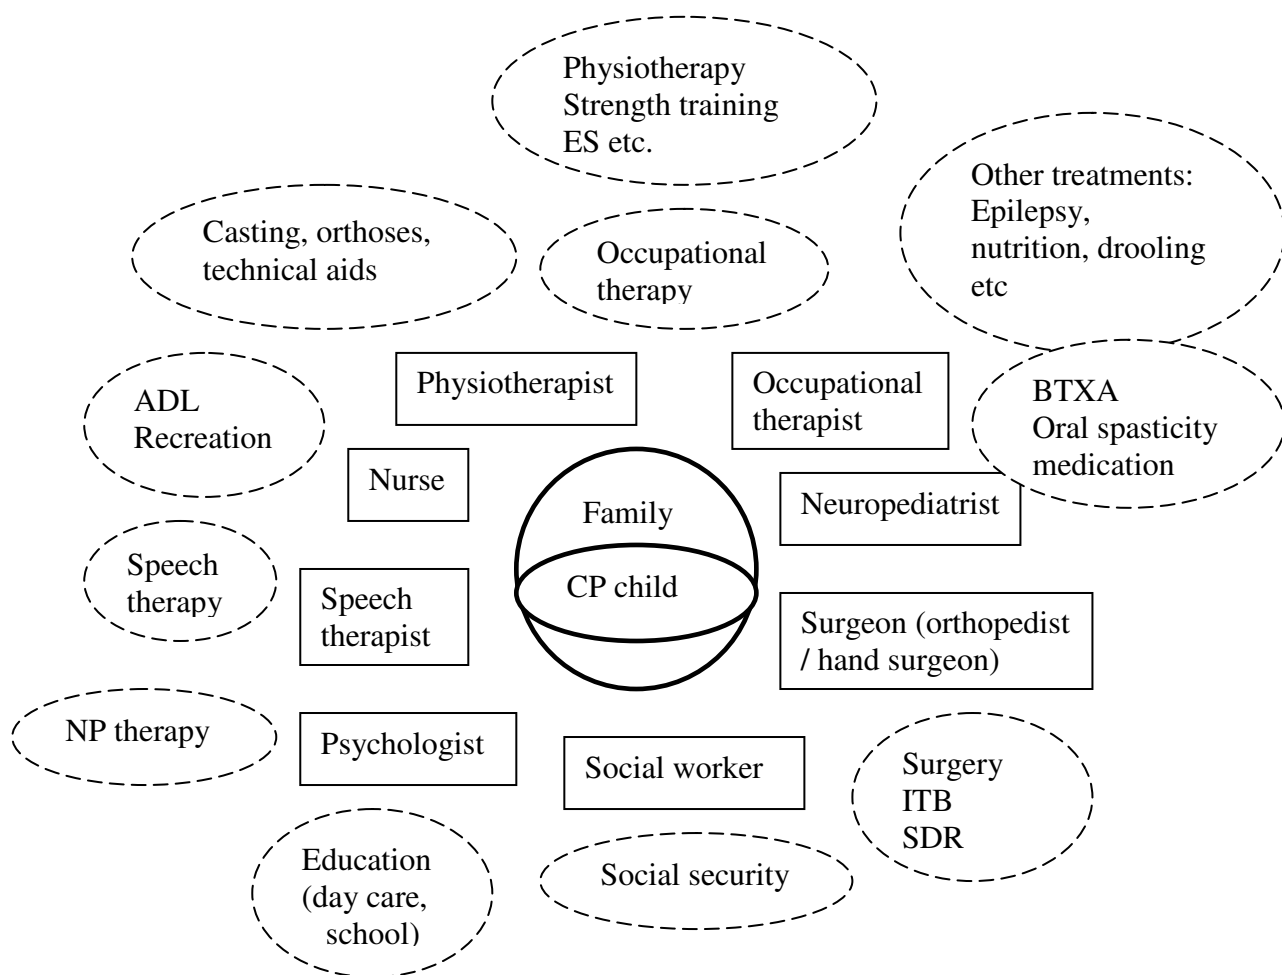 Physiotherapy
Strength training
ES etc.
Other treatments:
Epilepsy,
nutrition, drooling
etc
Casting, orthoses,
technical aids
Occupational
therapy
Physiotherapist
Occupational
therapist
ADL
Recreation
BTXA
Oral spasticity
medication
Nurse
Neuropediatrist
Family
CP child
Speech
therapy
Speech
therapist
Surgeon (orthopedist
/ hand surgeon)
NP therapy
Psychologist
Social worker
Surgery
ITB
SDR
Education
(day care,
school)
Social security